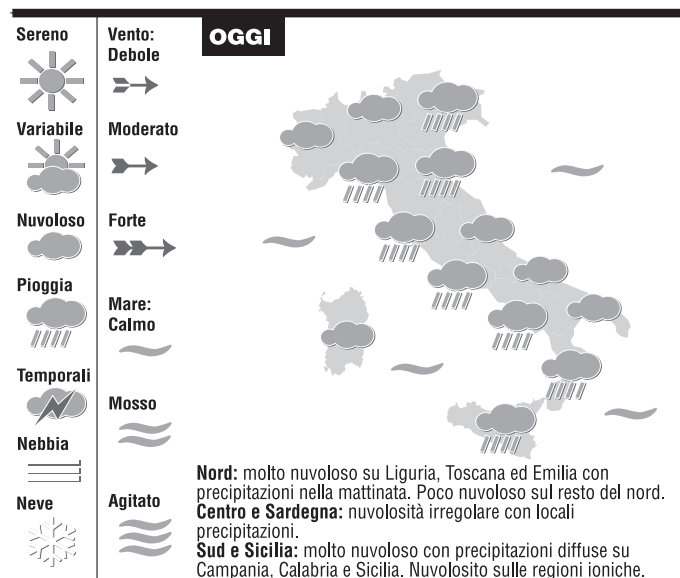 Sereno
Variabile
Nuvoloso
Pioggia
Temporali
Nebbia
Neve
Vento:
Debole
Moderato
Forte
Mare:
Calmo
Mosso
Agitato
OGGI
Nord: molto nuvoloso su Liguria, Toscana ed Emilia con
precipitazioni nella mattinata. Poco nuvoloso sul resto del nord.
Centro e Sardegna: nuvolosità irregolare con locali
precipitazioni.
Sud e Sicilia: molto nuvoloso con precipitazioni diffuse su
Campania, Calabria e Sicilia. Nuvolosito sulle regioni ioniche.